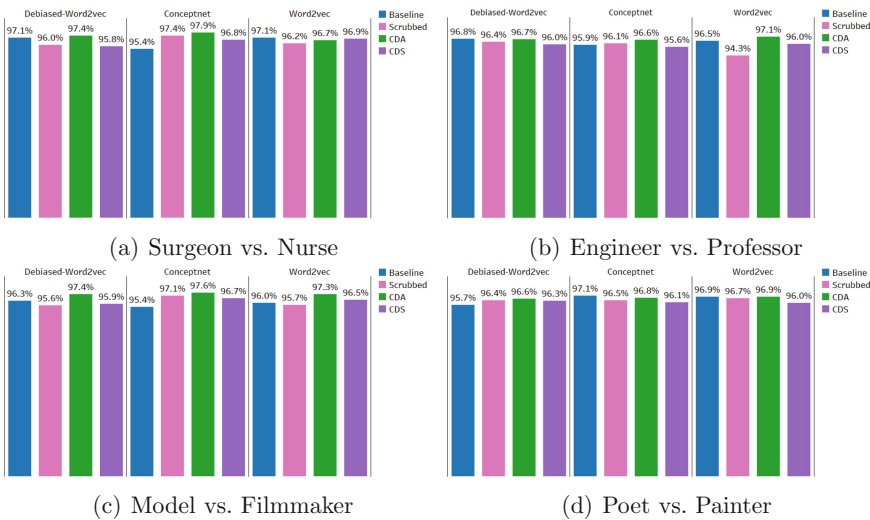 Debiased-Word2vec Conceptnet Word2vec
97.1% 96.0% 97.4% 95.8% 95.4% 97.4% 97.9% 96.8% 97.1% 96.2% 96.7% 96.9%
Baseline
Scrubbed
CDA
CDS
(a) Surgeon vs. Nurse
Debiased-Word2vec Conceptnet Word2vec
96.8% 96.4% 96.7% 96.0% 95.9% 96.1% 96.6% 95.6% 96.5% 94.3% 97.1% 96.0%
Baseline
Scrubbed
CDA
CDS
(b) Engineer vs. Professor
Debiased-Word2vec Conceptnet Word2vec
96.3% 95.6% 97.4% 95.9% 95.4% 97.1% 97.6% 96.7% 96.0% 95.7% 97.3% 96.5%
Baseline
Scrubbed
CDA
CDS
(c) Model vs. Filmmaker
Debiased-Word2vec Conceptnet Word2vec
95.7% 96.4% 96.6% 96.3% 97.1% 96.5% 96.8% 96.1% 96.9% 96.7% 96.9% 96.0%
Baseline
Scrubbed
CDA
CDS
(d) Poet vs. Painter